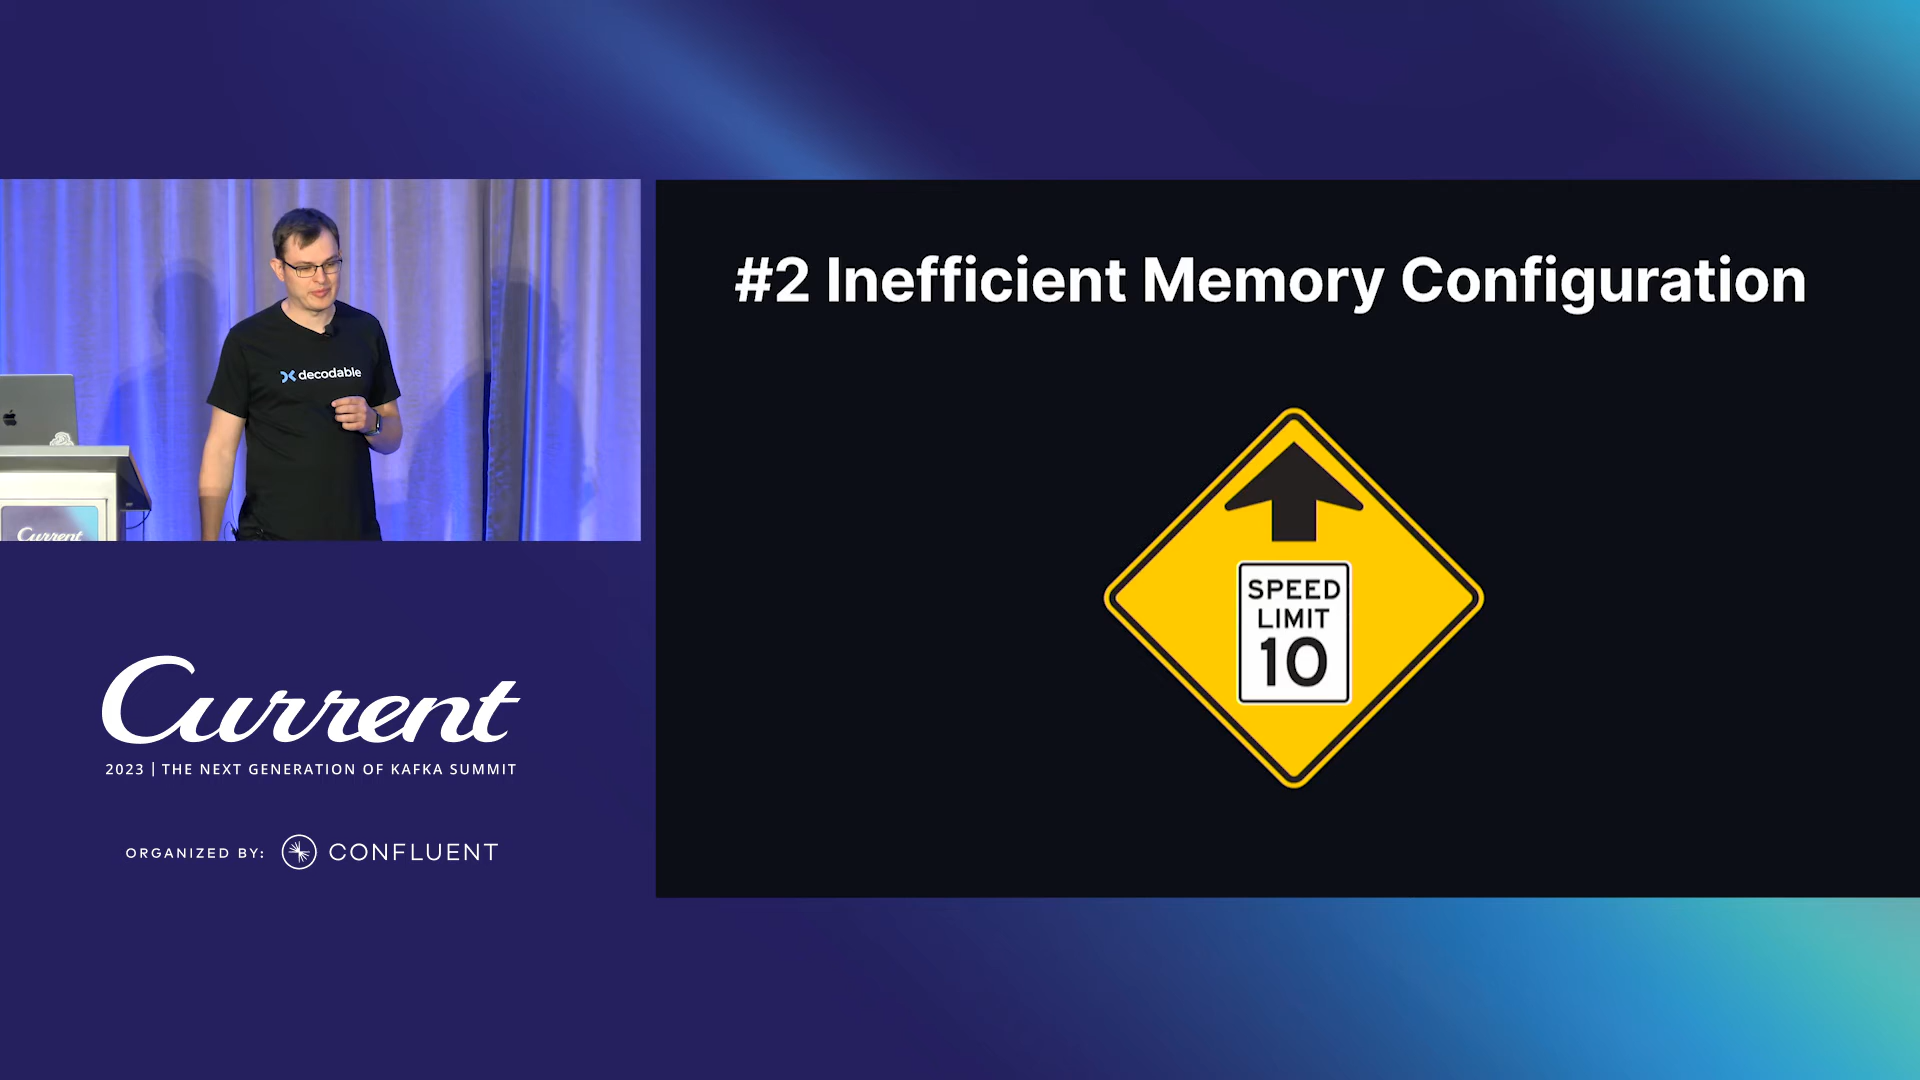 #2 Inefficient Memory Configuration
decodable
Current
SPEED
LIMIT
10
Current
2023 | THE NEXT GENERATION OF KAFKA SUMMIT
ORGANIZED BY: CONFLUENT